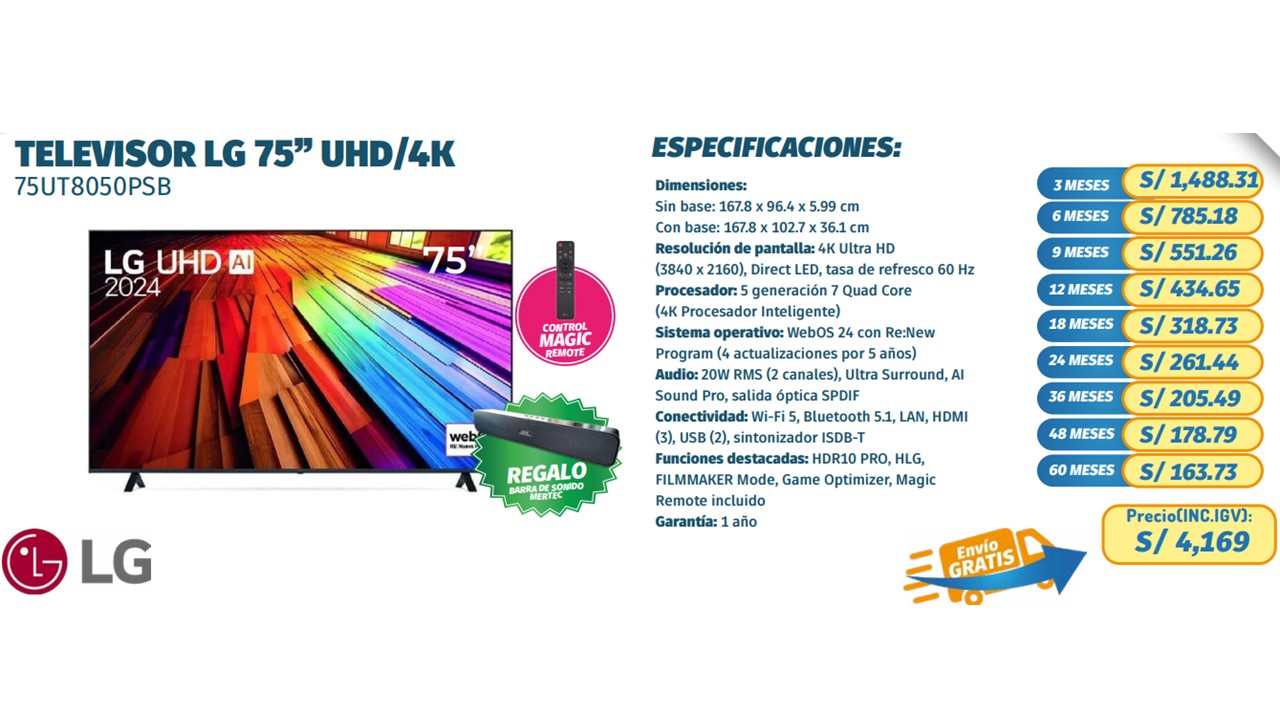 TELEVISOR LG 75” UHD/4K
75UT8050PSB
LG UHD AI
2024
75”
CONTROL
MAGIC
REMOTE
REGALO
BARRA DE SONIDO
MERTEC
LG
ESPECIFICACIONES:
Dimensiones:
Sin base: 167.8 x 96.4 x 5.99 cm
Con base: 167.8 x 102.7 x 36.1 cm
Resolución de pantalla: 4K Ultra HD
(3840 x 2160), Direct LED, tasa de refresco 60 Hz
Procesador: 5 generación 7 Quad Core
(4K Procesador Inteligente)
Sistema operativo: WebOS 24 con Re:New
Program (4 actualizaciones por 5 años)
Audio: 20W RMS (2 canales), Ultra Surround, AI
Sound Pro, salida óptica SPDIF
Conectividad: Wi-Fi 5, Bluetooth 5.1, LAN, HDMI
(3), USB (2), sintonizador ISDB-T
Funciones destacadas: HDR10 PRO, HLG,
FILMMAKER Mode, Game Optimizer, Magic
Remote incluido
Garantía: 1 año
3 MESES S/ 1,488.31
6 MESES S/ 785.18
9 MESES S/ 551.26
12 MESES S/ 434.65
18 MESES S/ 318.73
24 MESES S/ 261.44
36 MESES S/ 205.49
48 MESES S/ 178.79
60 MESES S/ 163.73
Precio(INC.IGV):
S/ 4,169
Envío
GRATIS